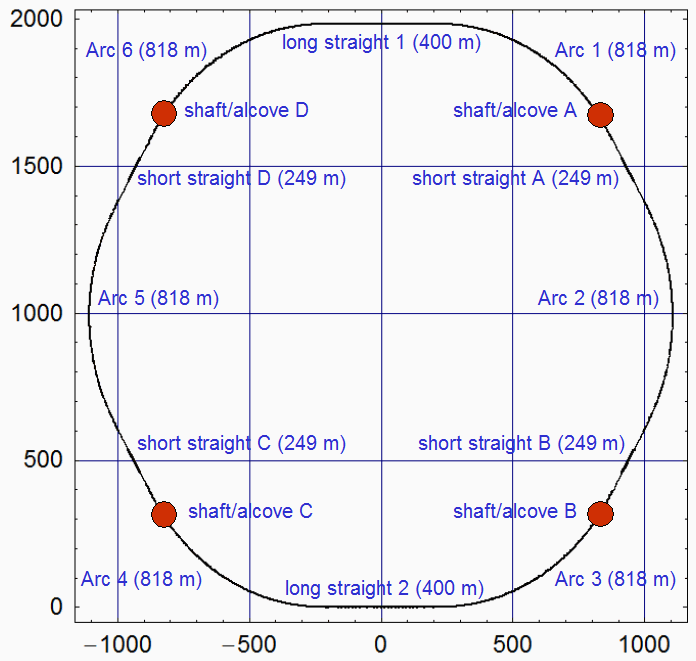 2000
Arc 6 (818 m)
long straight 1 (400 m)
Arc 1 (818 m)
shaft/alcove D
shaft/alcove A
1500
short straight D (249 m)
short straight A (249 m)
Arc 5 (818 m)
Arc 2 (818 m)
1000
short straight C (249 m)
short straight B (249 m)
500
shaft/alcove C
shaft/alcove B
Arc 4 (818 m)
long straight 2 (400 m)
Arc 3 (818 m)
0
−1000
−500
0
500
1000